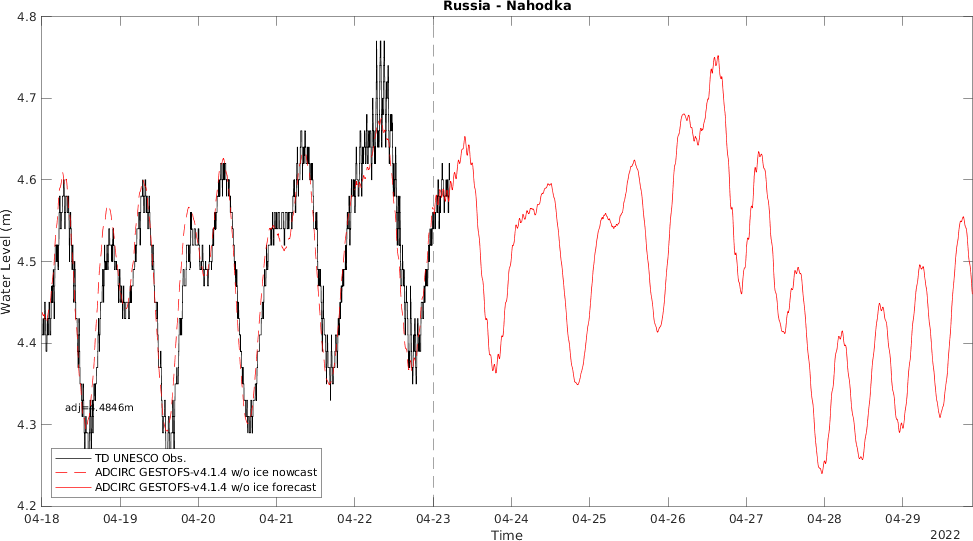 Russia - Nahodka
4.8
4.7
4.6
4.5
4.4
4.3
4.2
Water Level (m)
adj=4.4846m
TD UNESCO Obs.
ADCIRC GESTOFS-v4.1.4 w/o ice nowcast
ADCIRC GESTOFS-v4.1.4 w/o ice forecast
04-18 04-19 04-20 04-21 04-22 04-23 04-24 04-25 04-26 04-27 04-28 04-29
Time
2022